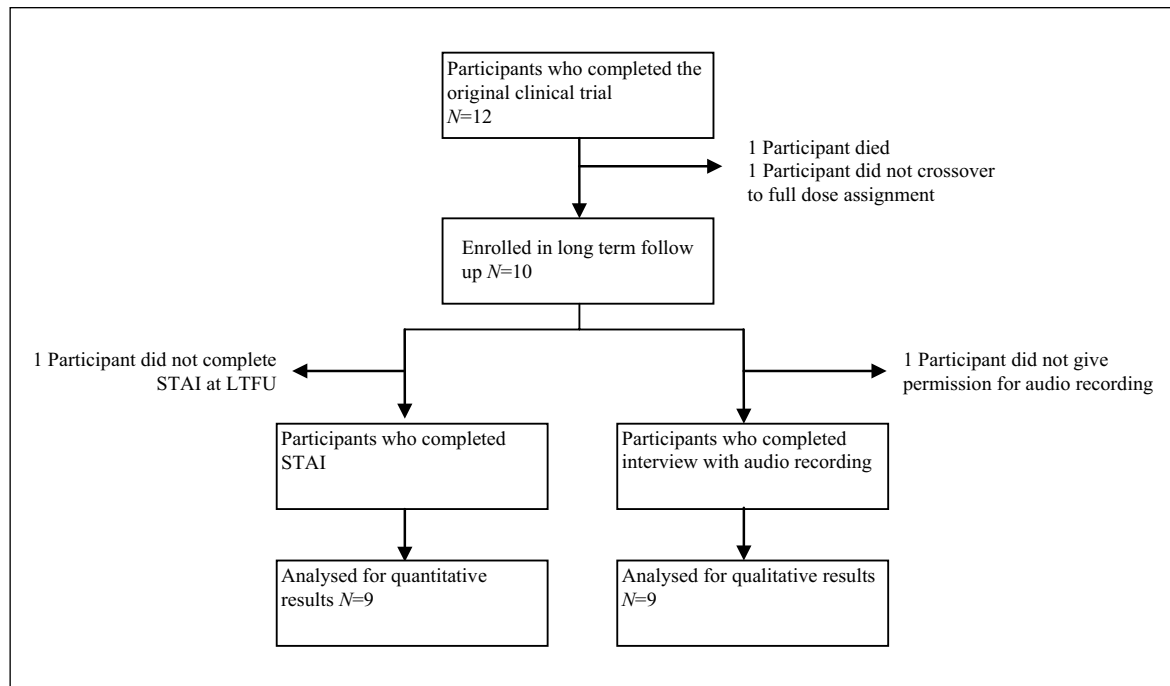 Participants who completed the
original clinical trial
N=12
1 Participant died
1 Participant did not crossover
to full dose assignment
Enrolled in long term follow
up N=10
1 Participant did not complete
STAI at LTFU
1 Participant did not give
permission for audio recording
Participants who completed
STAI
Participants who completed
interview with audio recording
Analysed for quantitative
results N=9
Analysed for qualitative results
N=9